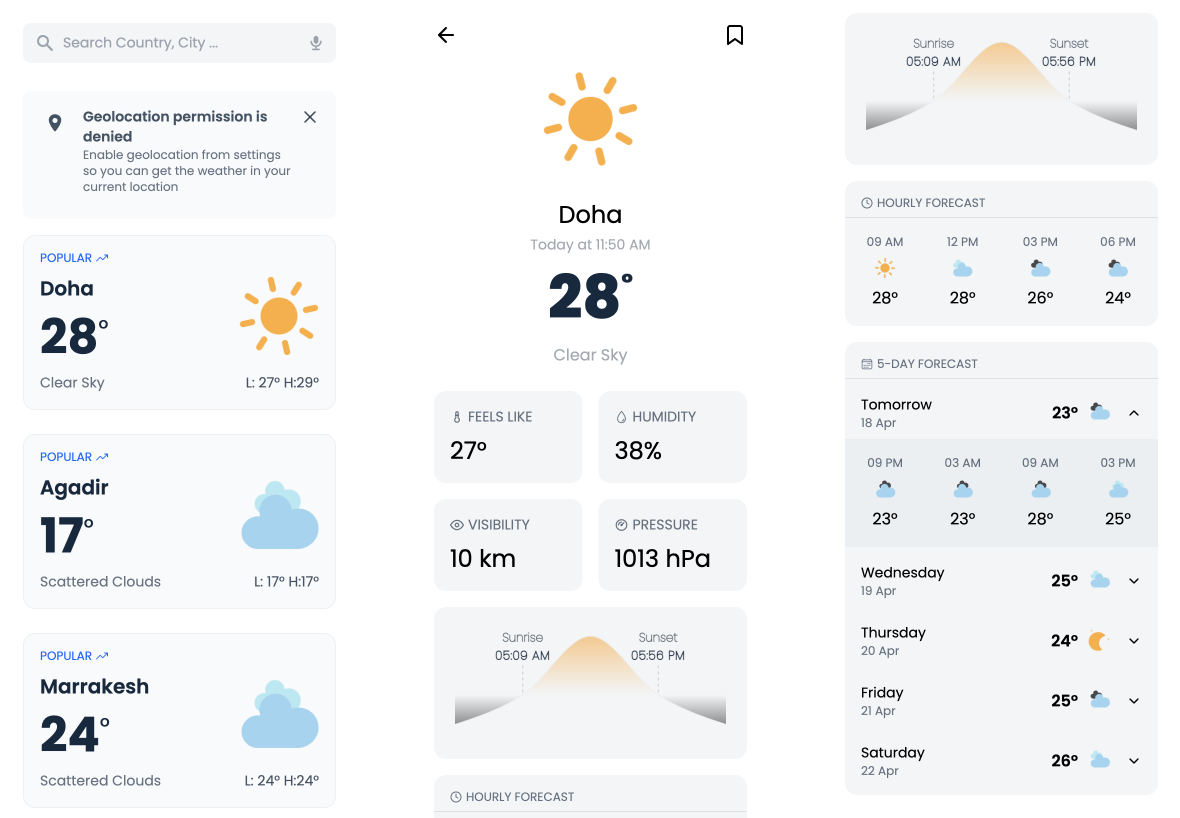 Search Country, City ...
Geolocation permission is
denied
Enable geolocation from settings
so you can get the weather in your
current location
POPULAR
Doha
28°
Clear Sky
L: 27° H:29°
POPULAR
Agadir
17°
Scattered Clouds
L: 17° H:17°
POPULAR
Marrakesh
24°
Scattered Clouds
L: 24° H:24°
Doha
Today at 11:50 AM
28°
Clear Sky
FEELS LIKE
27°
HUMIDITY
38%
VISIBILITY
10 km
PRESSURE
1013 hPa
Sunrise Sunset
05:09 AM 05:56 PM
HOURLY FORECAST
Sunrise Sunset
05:09 AM 05:56 PM
HOURLY FORECAST
09 AM 12 PM 03 PM 06 PM
28° 28° 26° 24°
5-DAY FORECAST
Tomorrow 23°
18 Apr
09 PM 03 AM 09 AM 03 PM
23° 23° 28° 25°
Wednesday 25°
19 Apr
Thursday 24°
20 Apr
Friday 25°
21 Apr
Saturday 26°
22 Apr